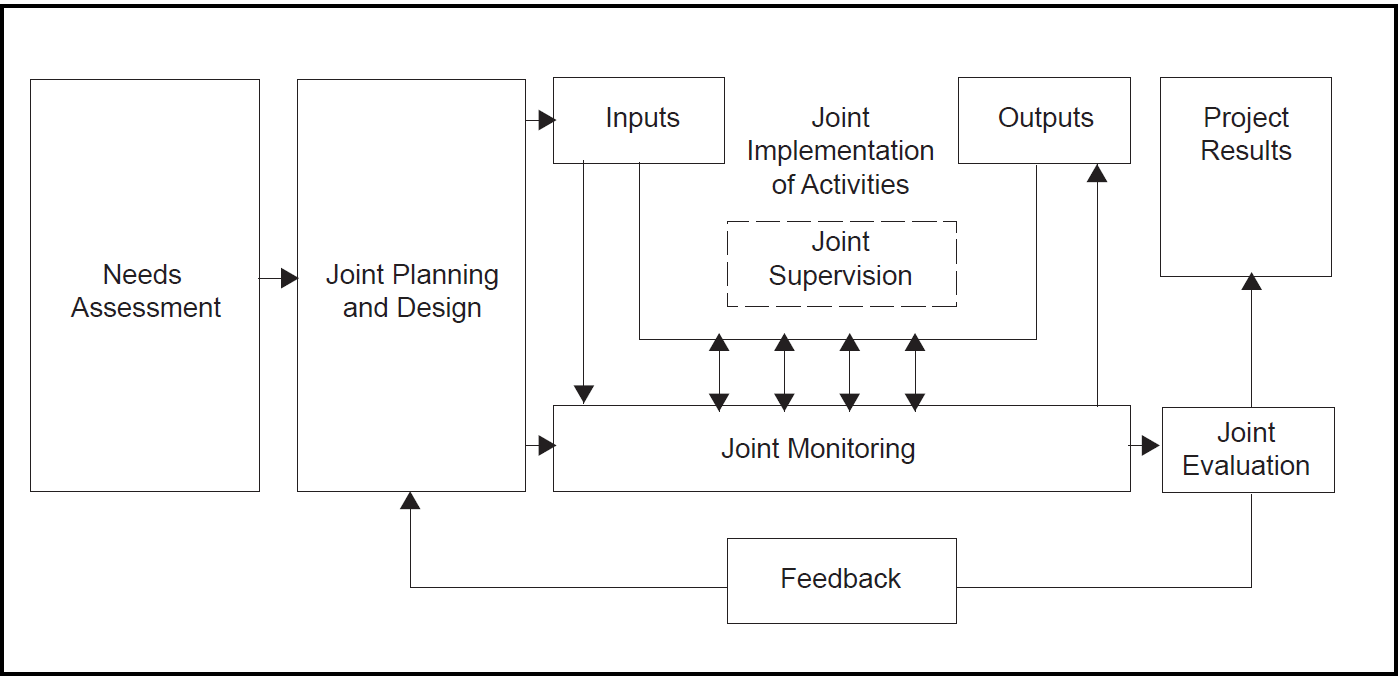 Needs
Assessment
Joint Planning
and Design
Inputs
Joint
Implementation
of Activities
Joint
Supervision
Outputs
Project
Results
Joint Monitoring
Joint
Evaluation
Feedback